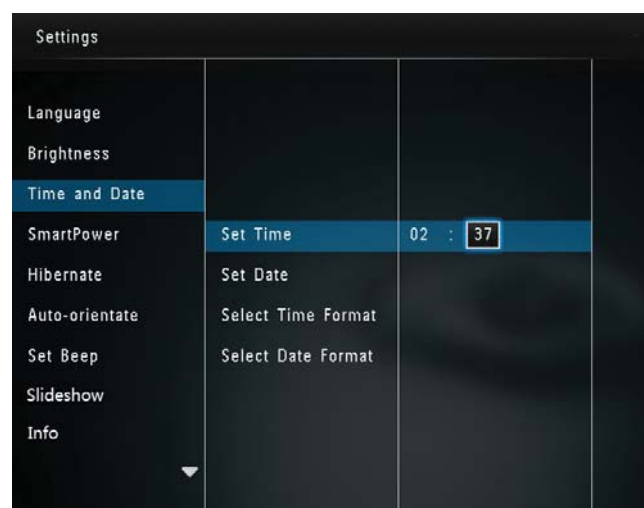 Settings
Language
Brightness
Time and Date
SmartPower
Hibernate
Auto-orientate
Set Beep
Slideshow
Info
Set Time 02 : 37
Set Date
Select Time Format
Select Date Format